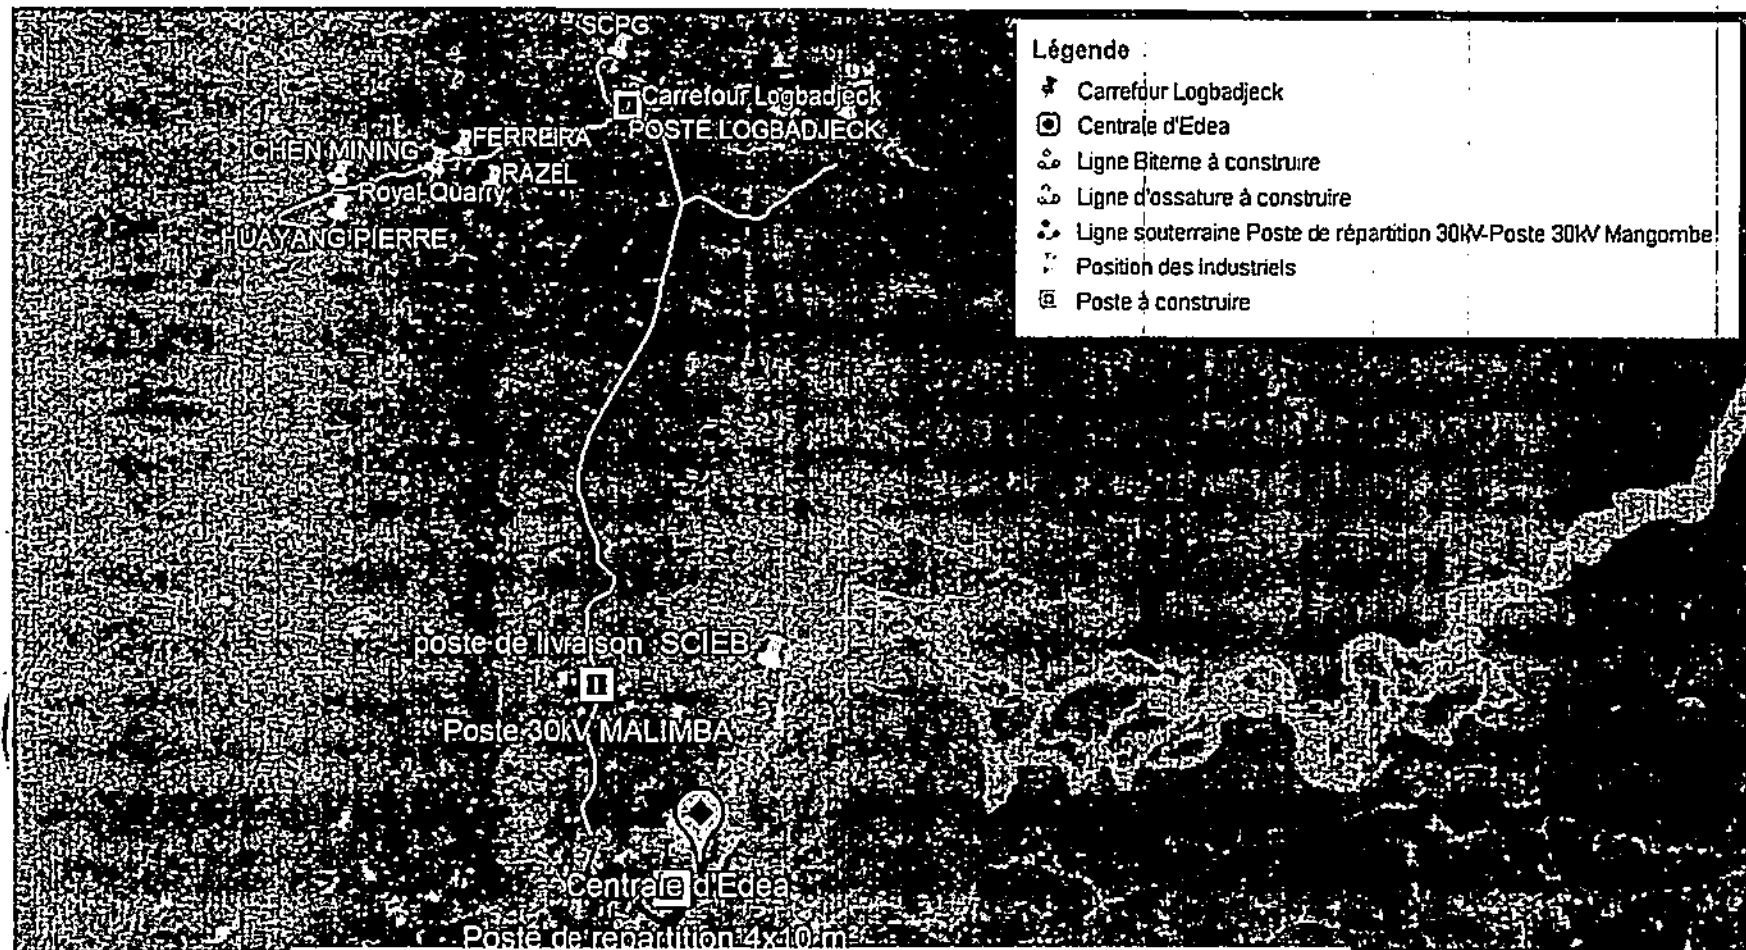 SCPG
Carrefour Logbadjeck
POSTE LOGBADJECK
FERREIRA
CHEN MINING
RAZEL
Royal Quarry
HUAYANG PIERRE
poste de livraison SCIEB
Poste 30kV MALIMBA
Centrale d'Edea
Poste de repartition 4x10 m
Légende
Carrefour Logbadjeck
Centrale d'Edea
Ligne Biterne à construire
Ligne d'ossature à construire
Ligne souterraine Poste de répartition 30kV-Poste 30kV Mangombe
Position des Industriels
Poste à construire